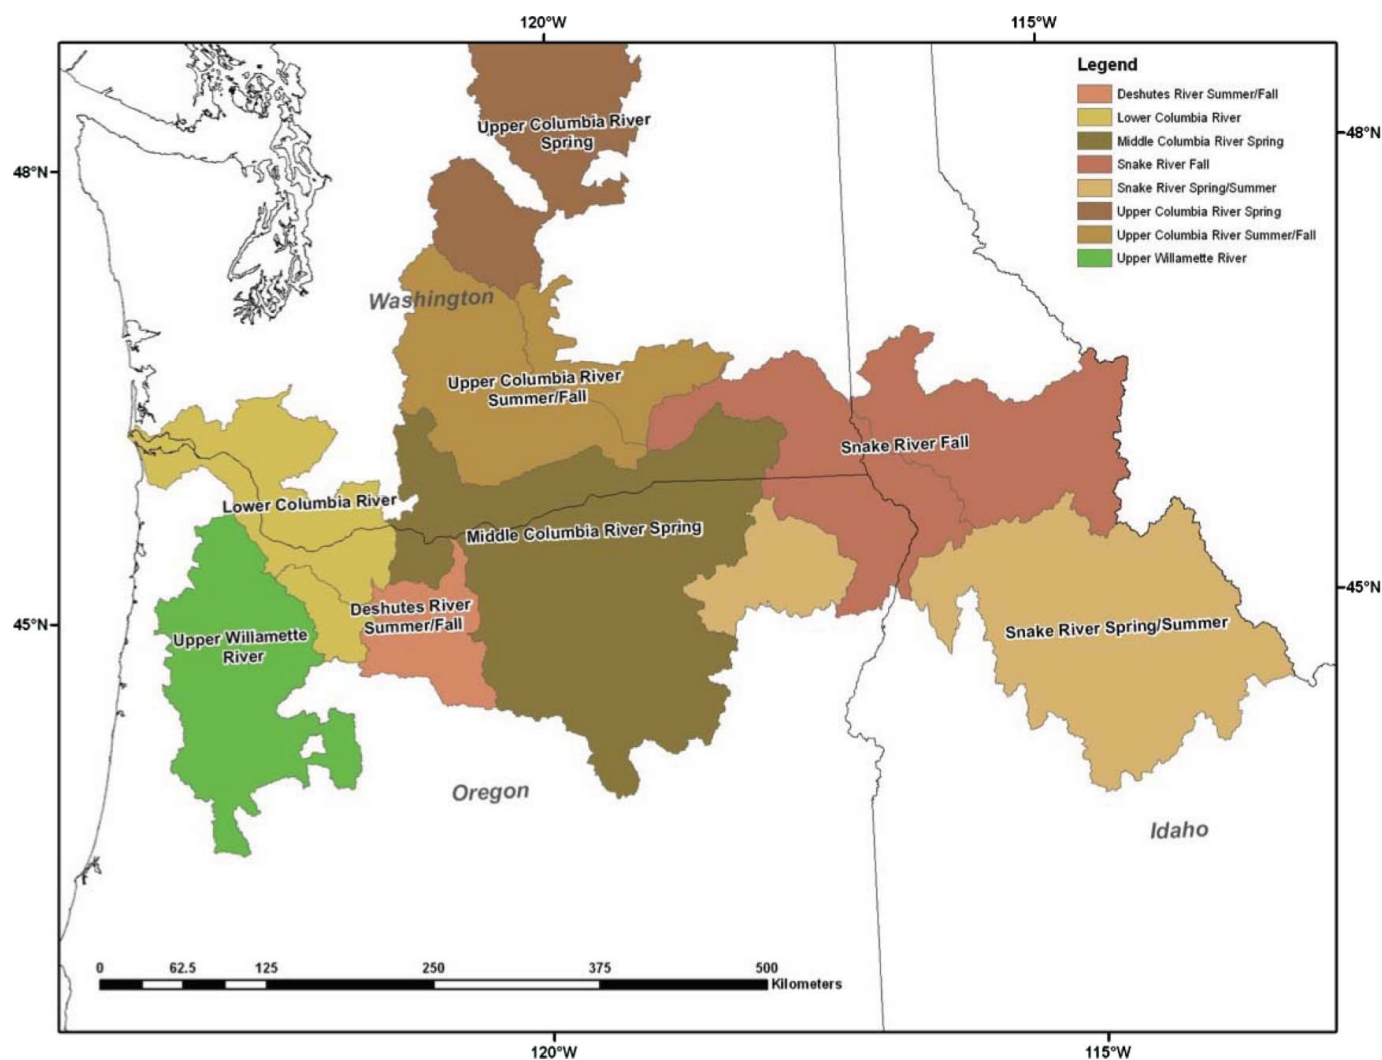 120°W
115°W
Legend
Deshutes River Summer/Fall
Lower Columbia River
Middle Columbia River Spring
Snake River Fall
Snake River Spring/Summer
Upper Columbia River Spring
Upper Columbia River Summer/Fall
Upper Willamette River
48°N
48°N
Upper Columbia River
Spring
Washington
Upper Columbia River
Summer/Fall
Snake River Fall
Lower Columbia River
Middle Columbia River Spring
Deshutes River
Summer/Fall
45°N
45°N
Upper Willamette
River
Snake River Spring/Summer
Oregon
Idaho
0 62.5 125 250 375 500
Kilometers
120°W
115°W